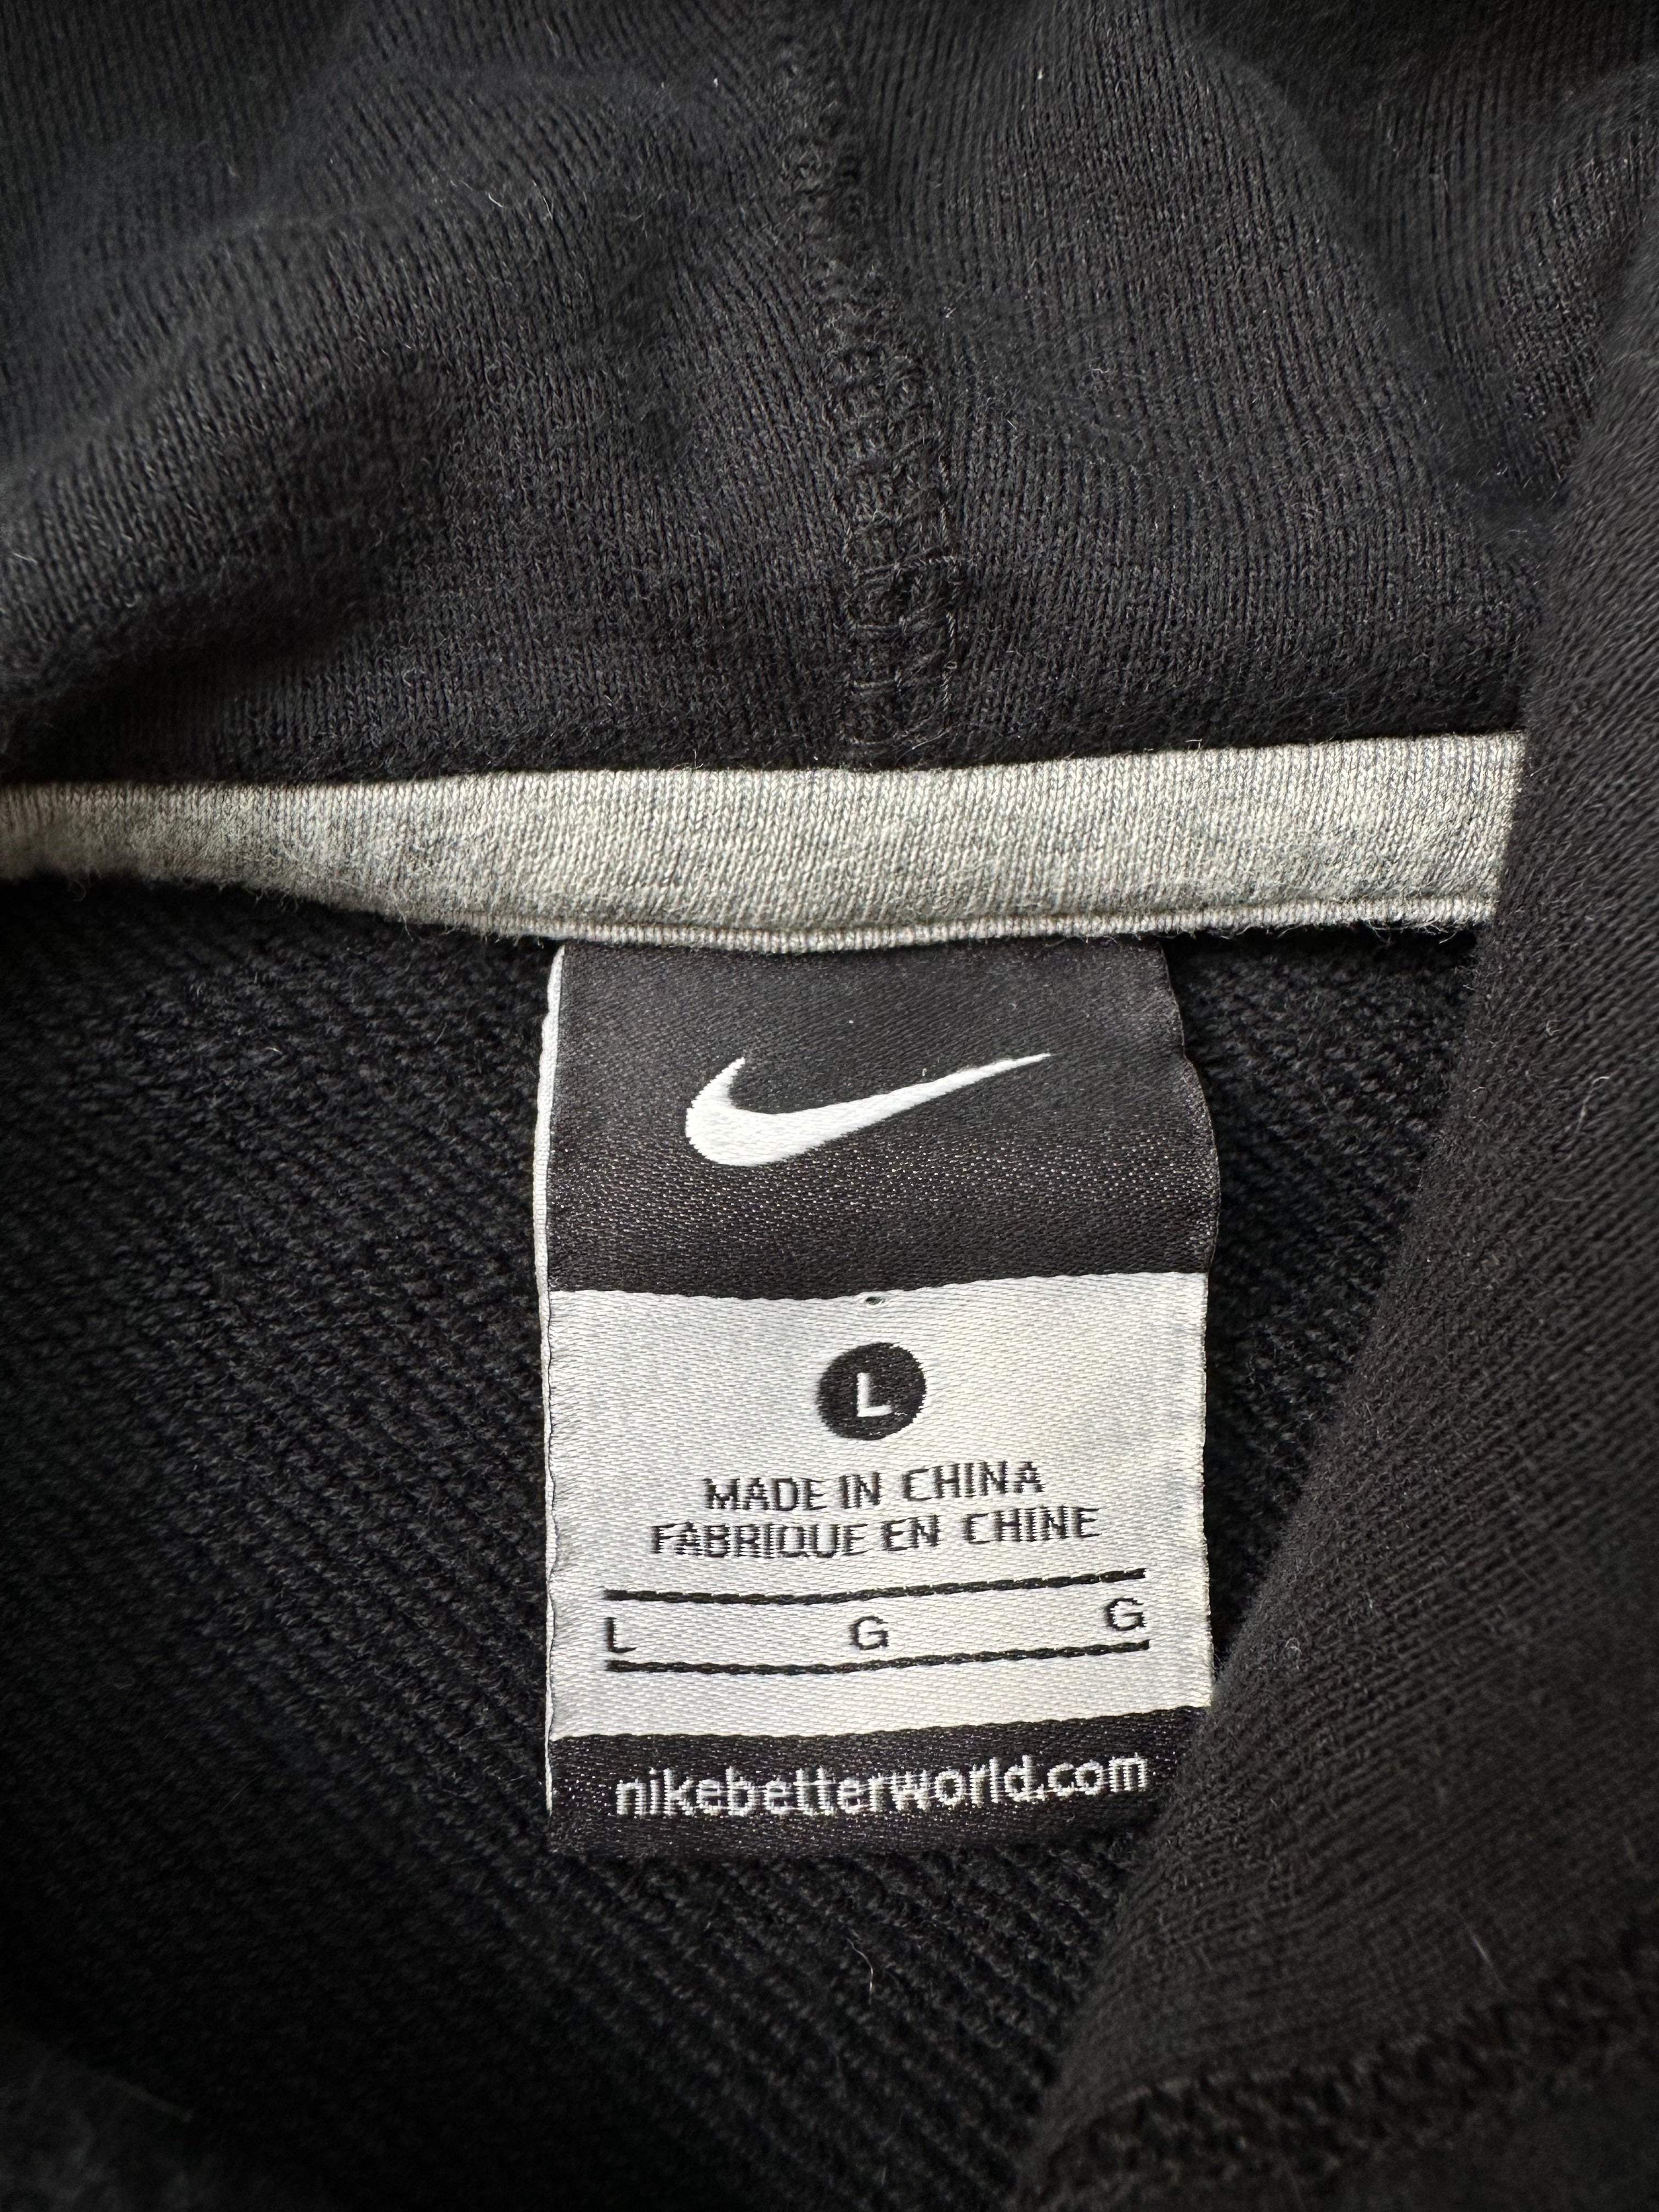 L
MADE IN CHINA
FABRIQUE EN CHINE
L G G
nikebetterworld.com